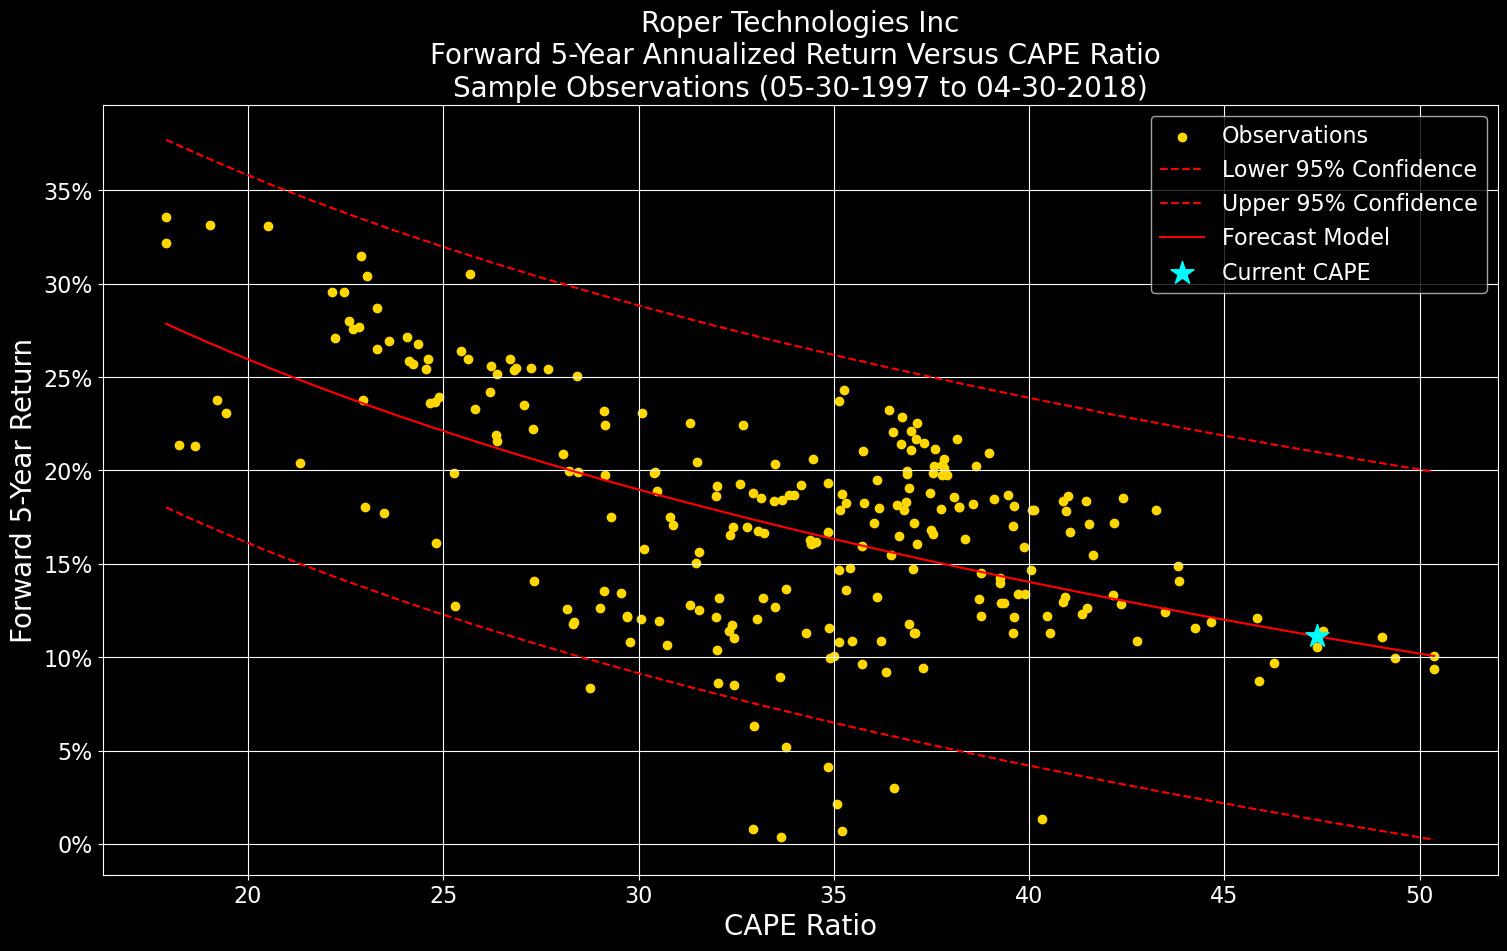 Roper Technologies Inc
Forward 5-Year Annualized Return Versus CAPE Ratio
Sample Observations (05-30-1997 to 04-30-2018)
Observations
Lower 95% Confidence
Upper 95% Confidence
Forecast Model
Current CAPE
Forward 5-Year Return
35%
30%
25%
20%
15%
10%
5%
0%
20 25 30 35 40 45 50
CAPE Ratio